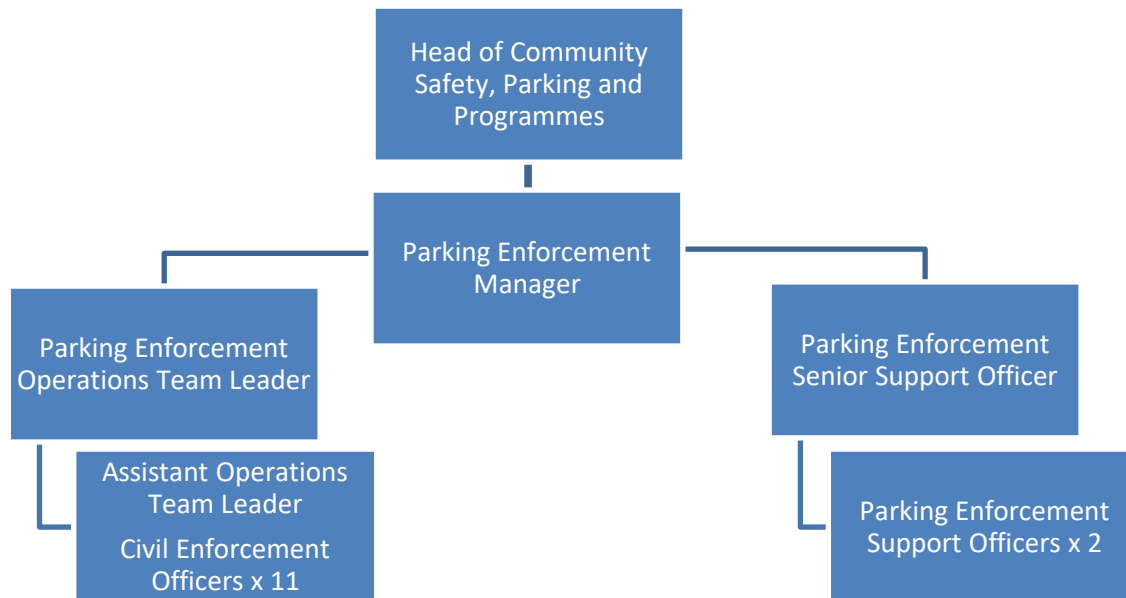 Head of Community
Safety, Parking and
Programmes
Parking Enforcement
Manager
Parking Enforcement
Operations Team Leader
Parking Enforcement
Senior Support Officer
Assistant Operations
Team Leader
Civil Enforcement
Officers x 11
Parking Enforcement
Support Officers x 2